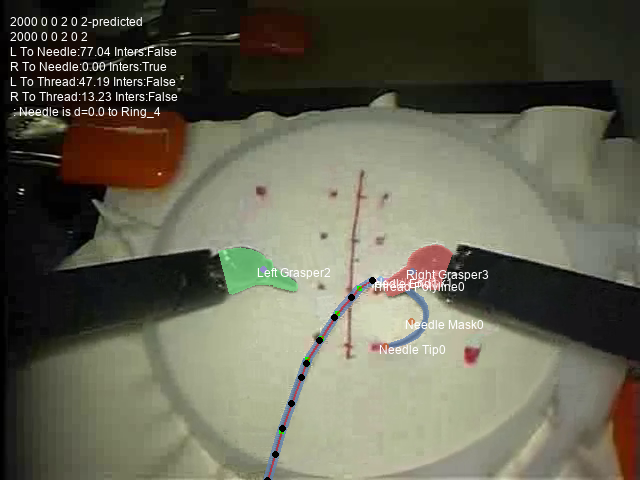 2000 0 0 2 0 2-predicted
2000 0 0 2 0 2
L To Needle:77.04 Inters:False
R To Needle:0.00 Inters:True
L To Thread:47.19 Inters:False
R To Thread:13.23 Inters:False
: Needle is d=0.0 to Ring_4
Left Grasper2
Right Grasper3
Thread Polyline0
Needle Mask0
Needle Tip0